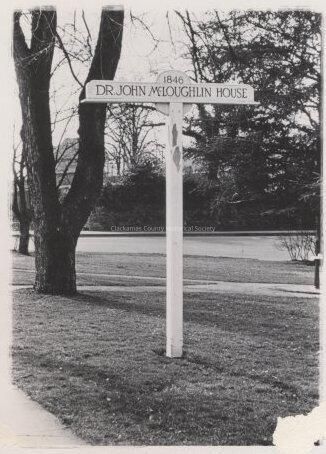 1846
DR. JOHN McLOUGHLIN HOUSE
Clackamas County Historical Society